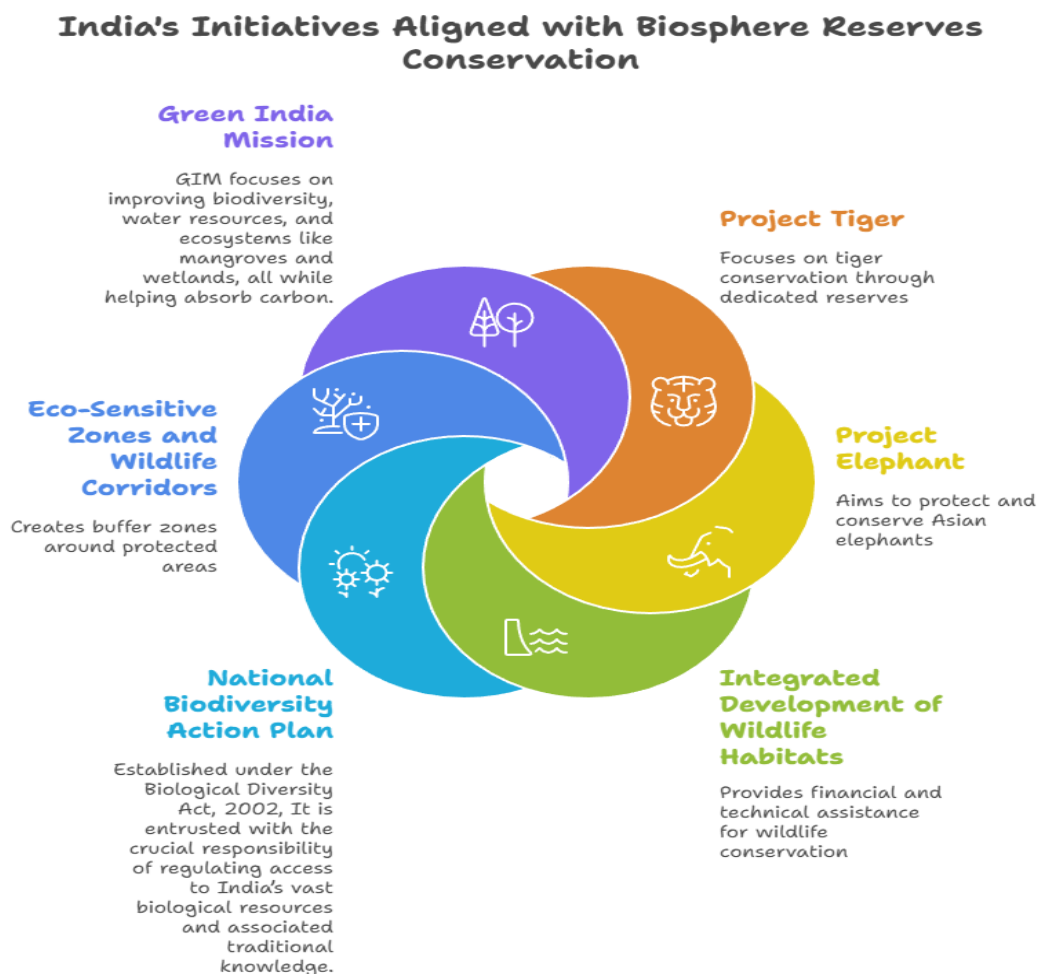 India's Initiatives Aligned with Biosphere Reserves
Conservation
Green India
Mission
GIM focuses on
improving biodiversity,
water resources, and
ecosystems like
mangroves and
wetlands, all while
helping absorb carbon.
Project Tiger
Focuses on tiger
conservation through
dedicated reserves
Eco-Sensitive
Zones and
Wildlife
Corridors
Creates buffer zones
around protected
areas
Project
Elephant
Aims to protect and
conserve Asian
elephants
National
Biodiversity
Action Plan
Established under the
Biological Diversity
Act, 2002, It is
entrusted with the
crucial responsibility
of regulating access
to India's vast
biological resources
and associated
traditional
knowledge.
Integrated
Development of
Wildlife
Habitats
Provides financial and
technical assistance
for wildlife
conservation